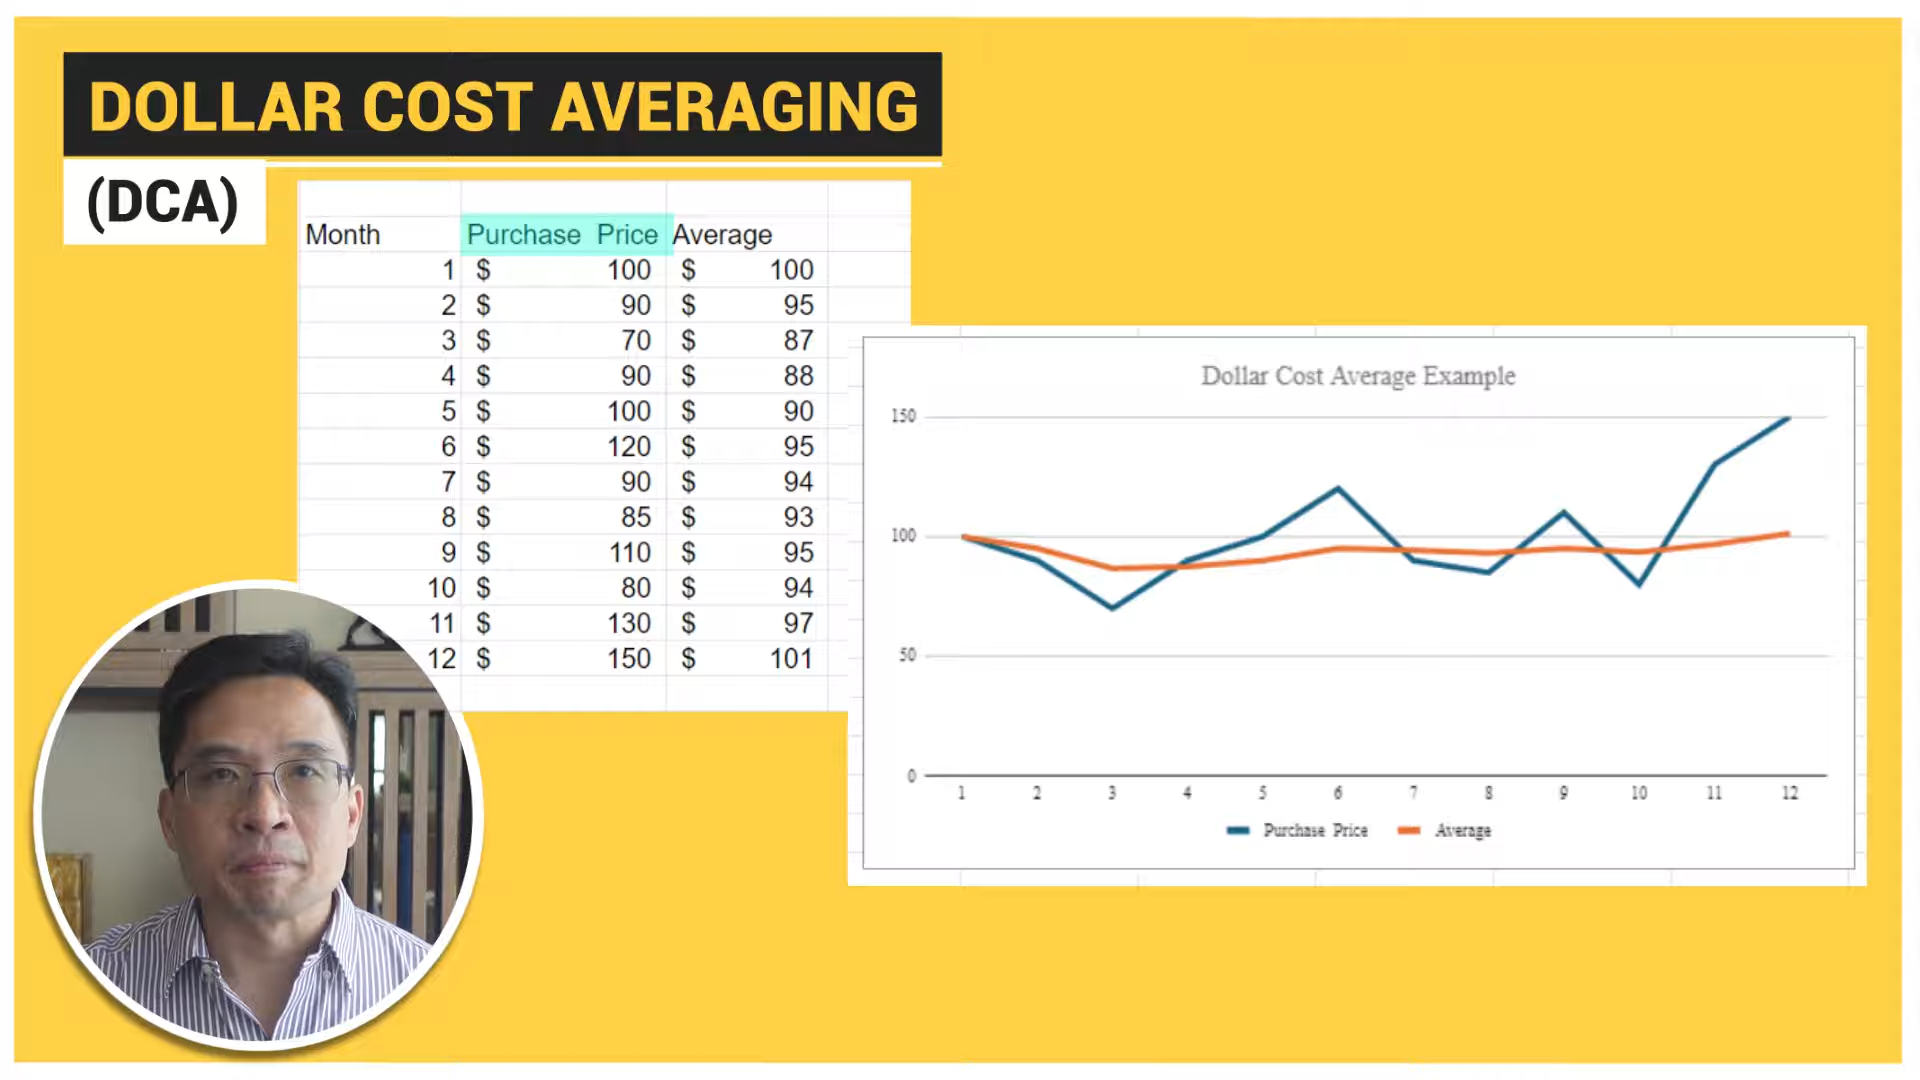 DOLLAR COST AVERAGING
(DCA)
Month Purchase Price Average
1 $ 100 $ 100
2 $ 90 $ 95
3 $ 70 $ 87
4 $ 90 $ 88
5 $ 100 $ 90
6 $ 120 $ 95
7 $ 90 $ 94
8 $ 85 $ 93
9 $ 110 $ 95
10 $ 80 $ 94
11 $ 130 $ 97
12 $ 150 $ 101
Dollar Cost Average Example
150
100
50
0
1 2 3 4 5 6 7 8 9 10 11 12
Purchase Price Average